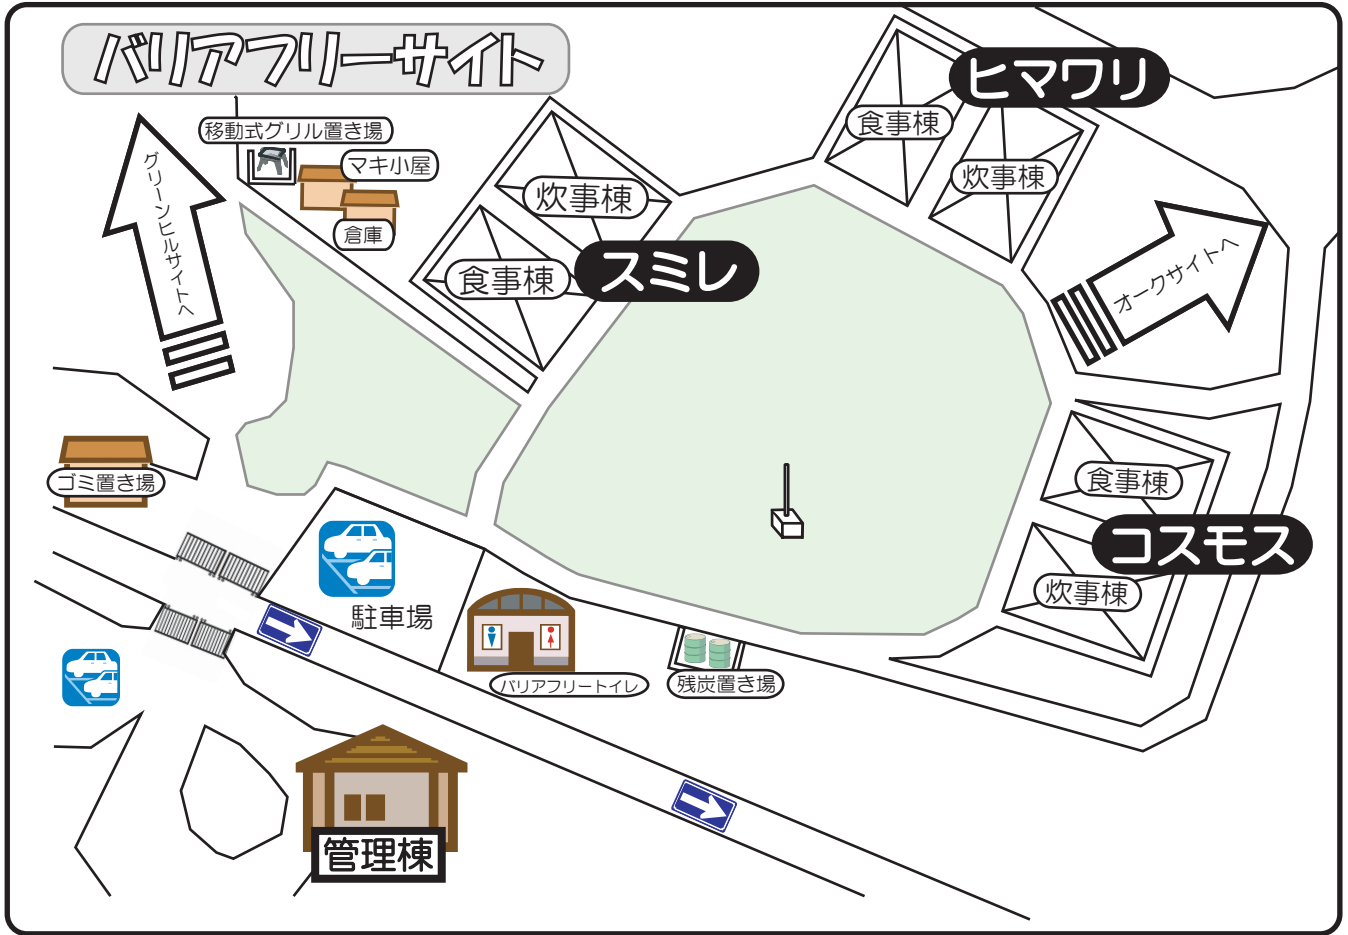 バリアフリーサイト
ヒマワリ
食事棟
炊事棟
移動式グリル置き場
マキ小屋
倉庫
グリーンヒルサイトへ
炊事棟
食事棟
スミレ
オークサイトへ
ゴミ置き場
食事棟
コスモス
炊事棟
駐車場
バリアフリートイレ
残炭置き場
管理棟